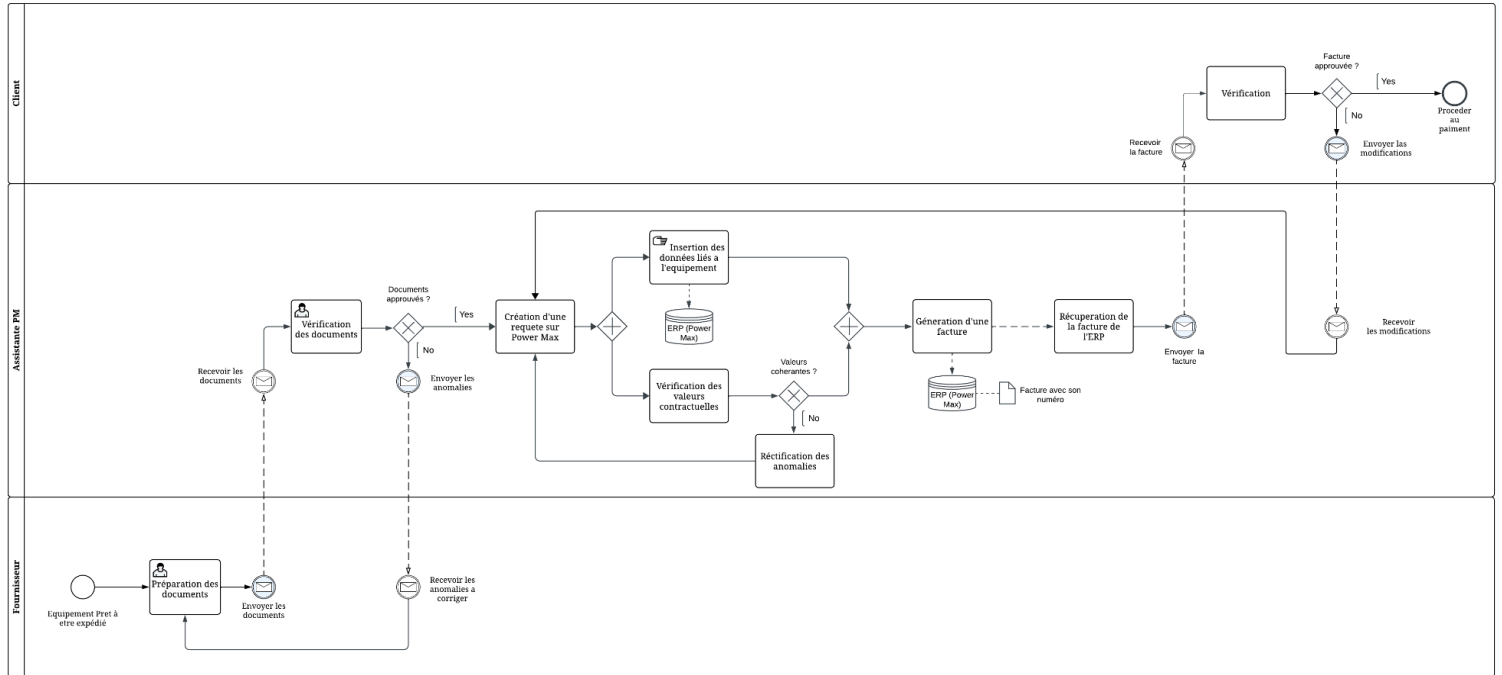 Client
Facture
approuvée ?
Yes
No
Vérification
Proceder
au
paiment
Recevoir
la facture
Envoyer las
modifications
Assistante PM
Insertion des
données liés a
l'equipement
ERP (Power
Max)
Documents
approuvés ?
Yes
No
Vérification
des documents
Création d'une
requete sur
Power Max
Géneration d'une
facture
Récuperation de
la facture de
l'ERP
Envoyer la
facture
Recevoir
les modifications
Recevoir les
documents
Envoyer les
anomalies
Vérification des
valeurs
contractuelles
Valeurs
coherantes ?
No
ERP (Power
Max)
Facture avec son
numéro
Réctification des
anomalies
Fournisseur
Equipement Pret à
etre expédié
Préparation des
documents
Envoyer les
documents
Recevoir les
anomalies a
corriger